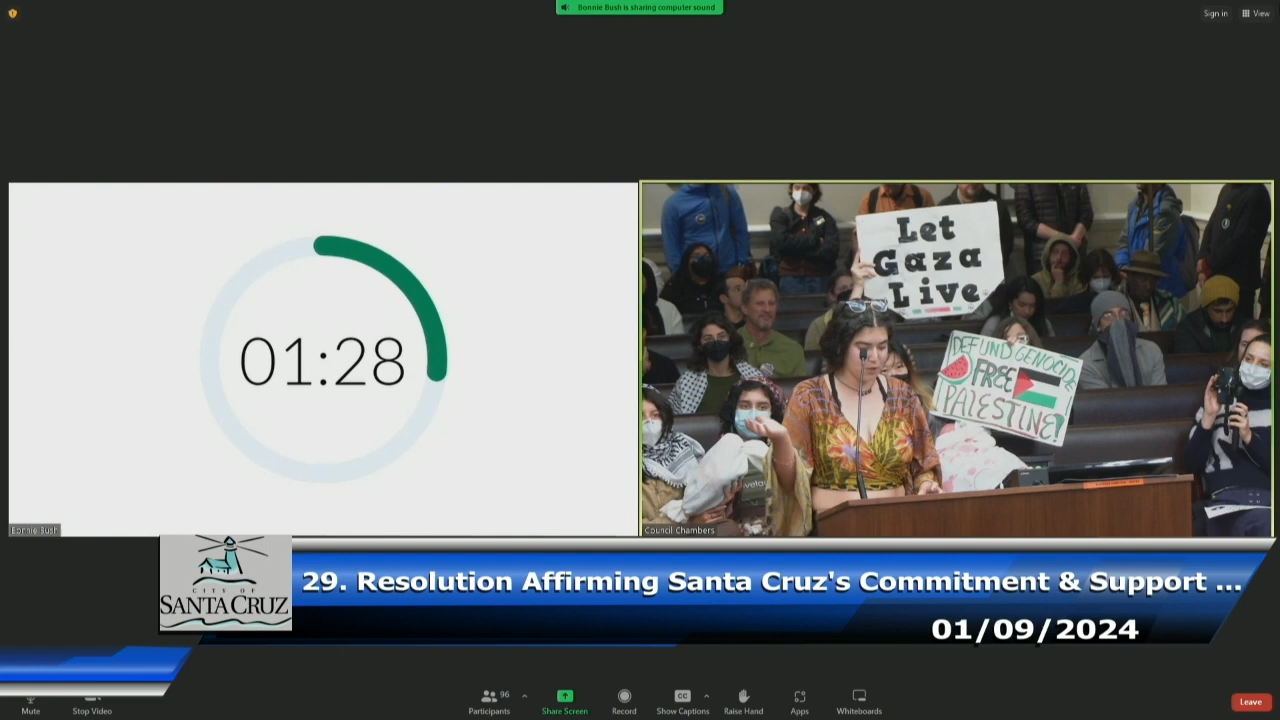 Bonnie Bush is sharing computer sound
Sign in
View
01:28
Let
Gaza
Live
DEFUND GENOCIDE
FREE
PALESTINE!
Bonnie Bush
Council Chambers
CITY OF
SANTA CRUZ
29. Resolution Affirming Santa Cruz's Commitment & Support ...
01/09/2024
Mute
Stop Video
Participants
96
Share Screen
CC
Record
Show Captions
Raise Hand
Apps
Whiteboards
Leave